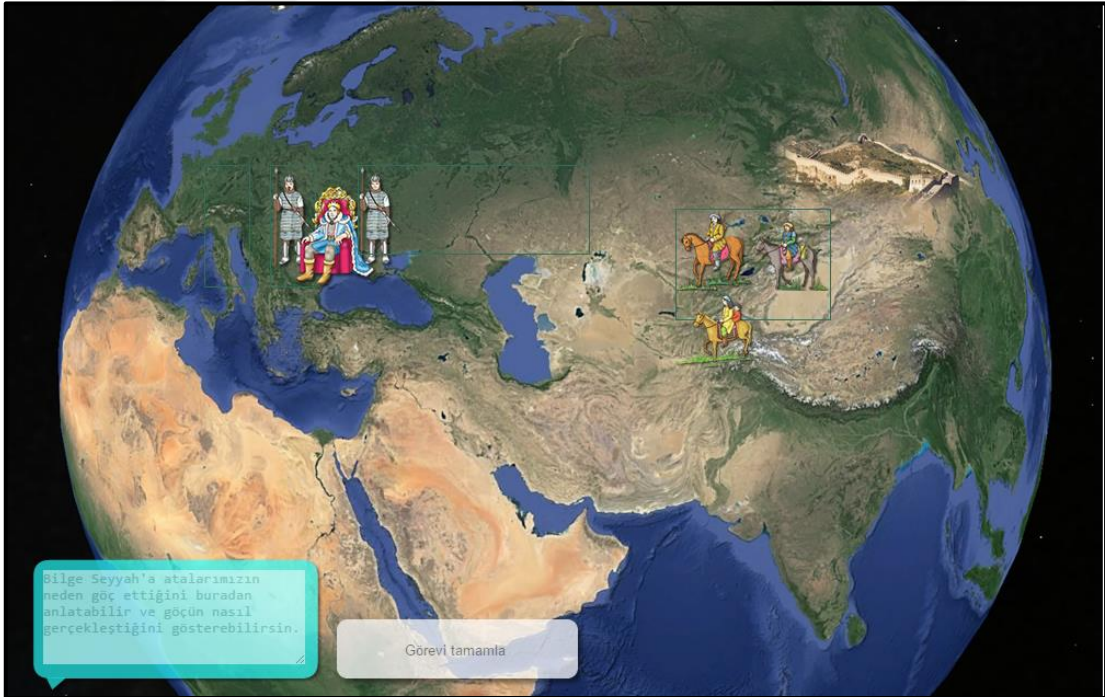 Bilge Seyyah'a atalarımızın
neden göç ettiğini buradan
anlatabilir ve göçün nasıl
gerçekleştiğini gösterebilirsin.
Görevi tamamla